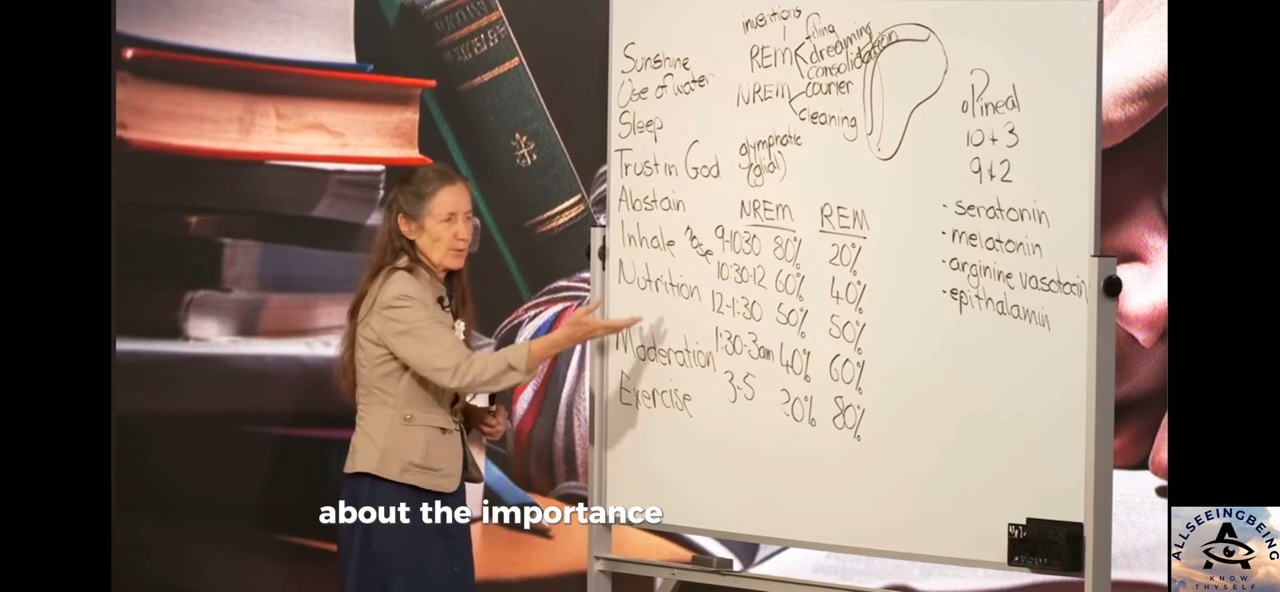 Sunshine
Use of water
Sleep
Trust in God
Abstain
Inhale nose
Nutrition
Moderation
Exercise
inventions
REM
filing
dreaming
consolidation
NREM
courier
cleaning
glymphatic
(glial)
NREM REM
9-10:30 80% 20%
10:30-12 60% 40%
12-1:30 50% 50%
1:30-3am 40% 60%
3-5 20% 80%
Pineal
10 + 3
9 + 2
- seratonin
- melatonin
- arginine vasotocin
- epithalamin
about the importance
ALLSEEINGBEING
KNOW
THYSELF